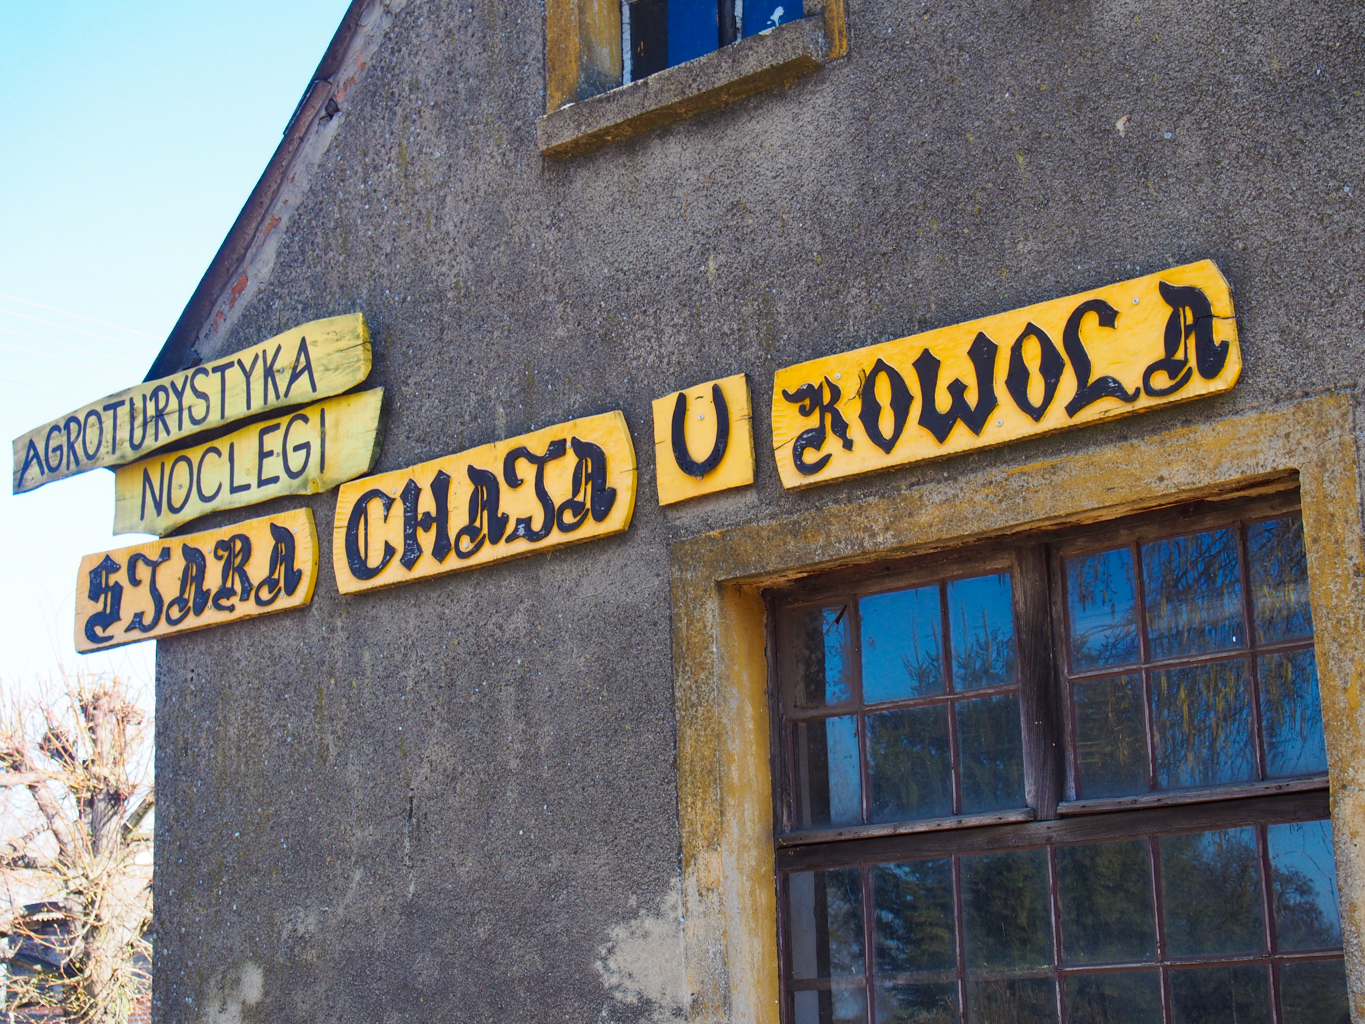 AGROTURYSTYKA
NOCLEGI
STARA CHATA U KOWOLA